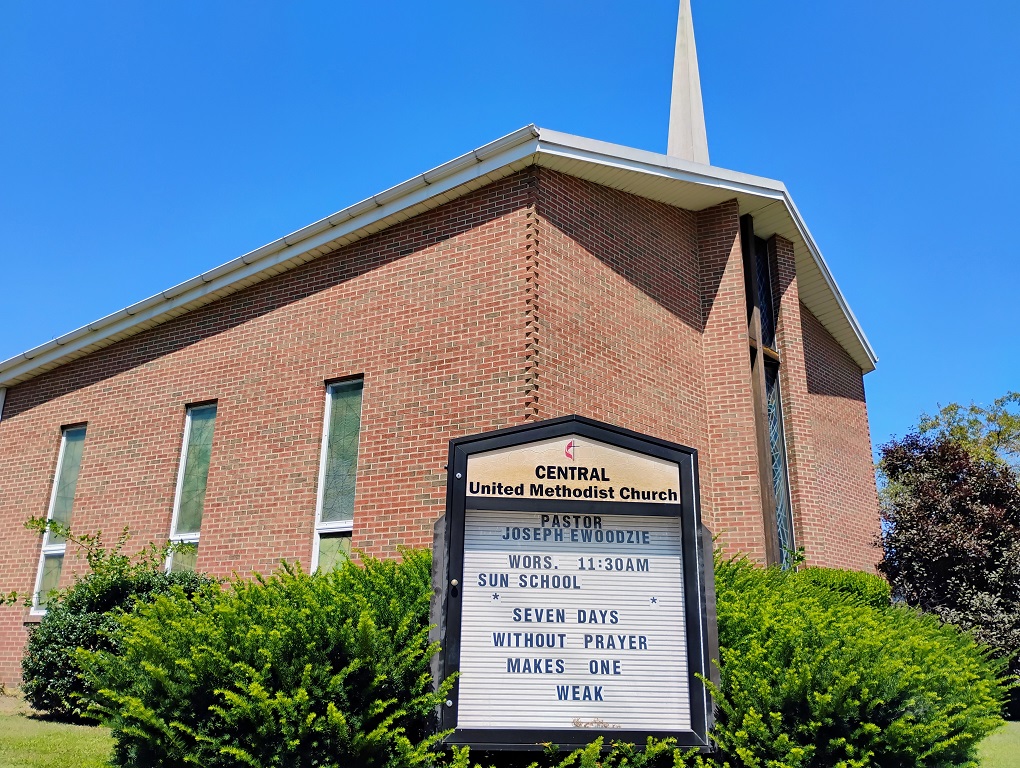 CENTRAL
United Methodist Church
PASTOR
JOSEPH EWOODZIE
WORS. 11:30AM
SUN SCHOOL
* *
SEVEN DAYS
WITHOUT PRAYER
MAKES ONE
WEAK